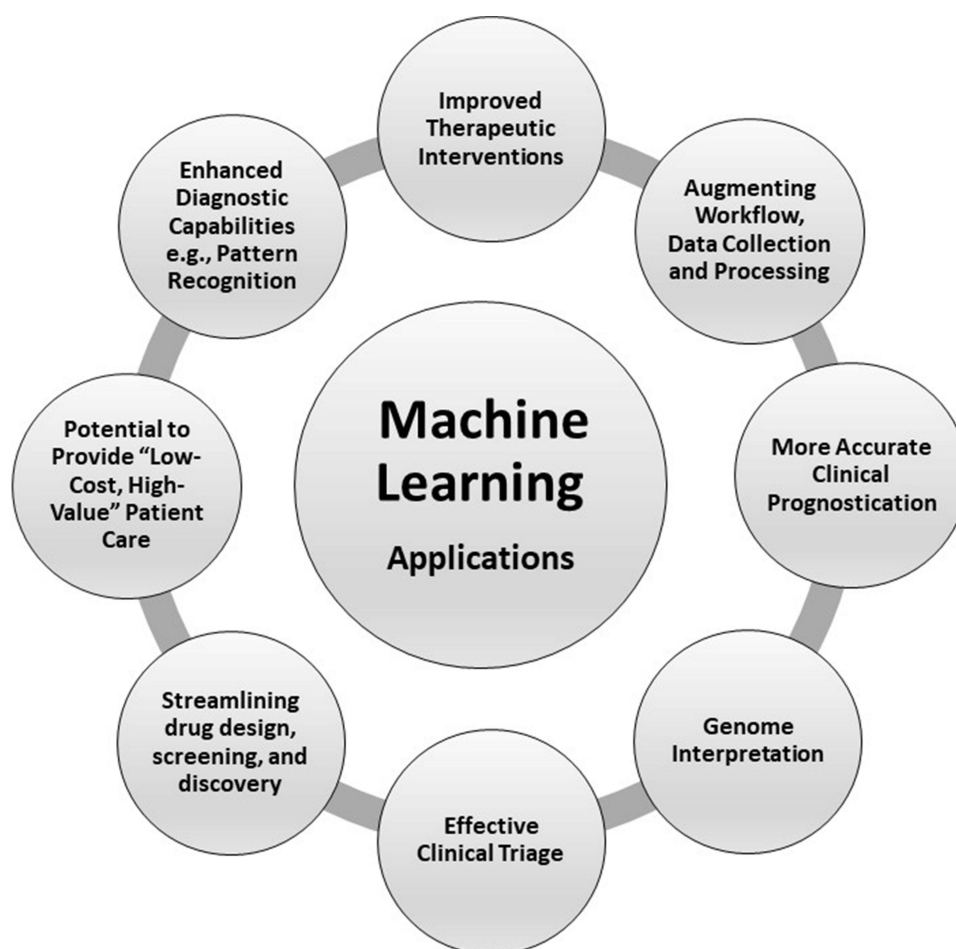 Improved
Therapeutic
Interventions
Augmenting
Workflow,
Data Collection
and Processing
More Accurate
Clinical
Prognostication
Genome
Interpretation
Effective
Clinical Triage
Streamlining
drug design,
screening, and
discovery
Potential to
Provide “Low-
Cost, High-
Value” Patient
Care
Enhanced
Diagnostic
Capabilities
e.g., Pattern
Recognition
Machine
Learning
Applications